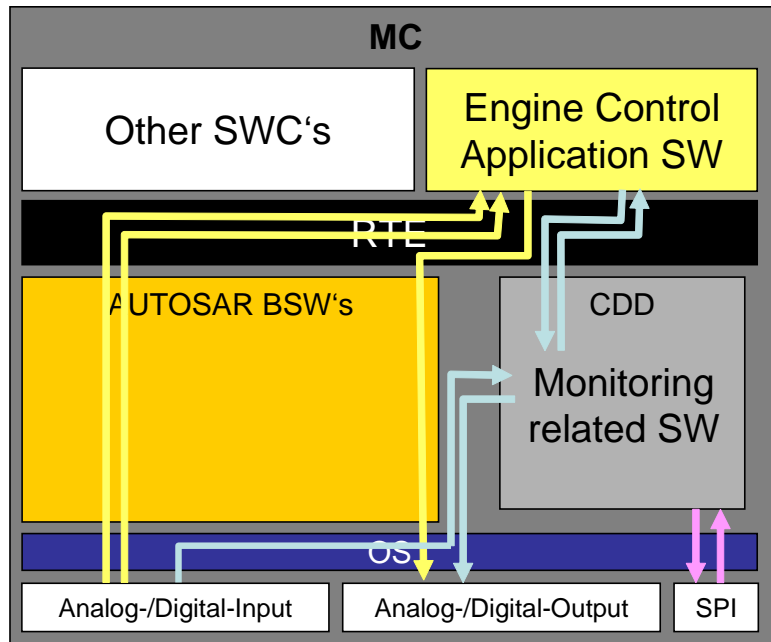 MC
Other SWC‘s
Engine Control
Application SW
RTE
AUTOSAR BSW‘s
CDD
Monitoring
related SW
OS
Analog-/Digital-Input
Analog-/Digital-Output
SPI